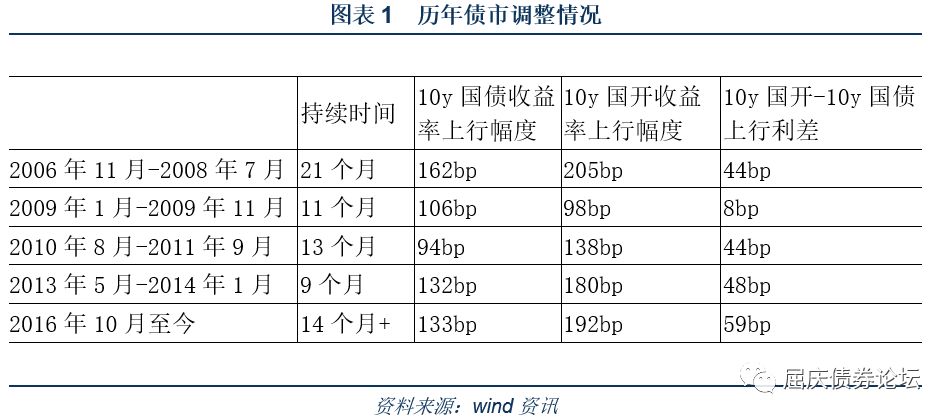 图表 1 历年债市调整情况
持续时间 10y 国债收益率上行幅度 10y 国开收益率上行幅度 10y 国开-10y 国债上行利差
2006 年 11 月-2008 年 7 月 21 个月 162bp 205bp 44bp
2009 年 1 月-2009 年 11 月 11 个月 106bp 98bp 8bp
2010 年 8 月-2011 年 9 月 13 个月 94bp 138bp 44bp
2013 年 5 月-2014 年 1 月 9 个月 132bp 180bp 48bp
2016 年 10 月至今 14 个月+ 133bp 192bp 59bp
屈庆债券论坛
资料来源：wind 资讯